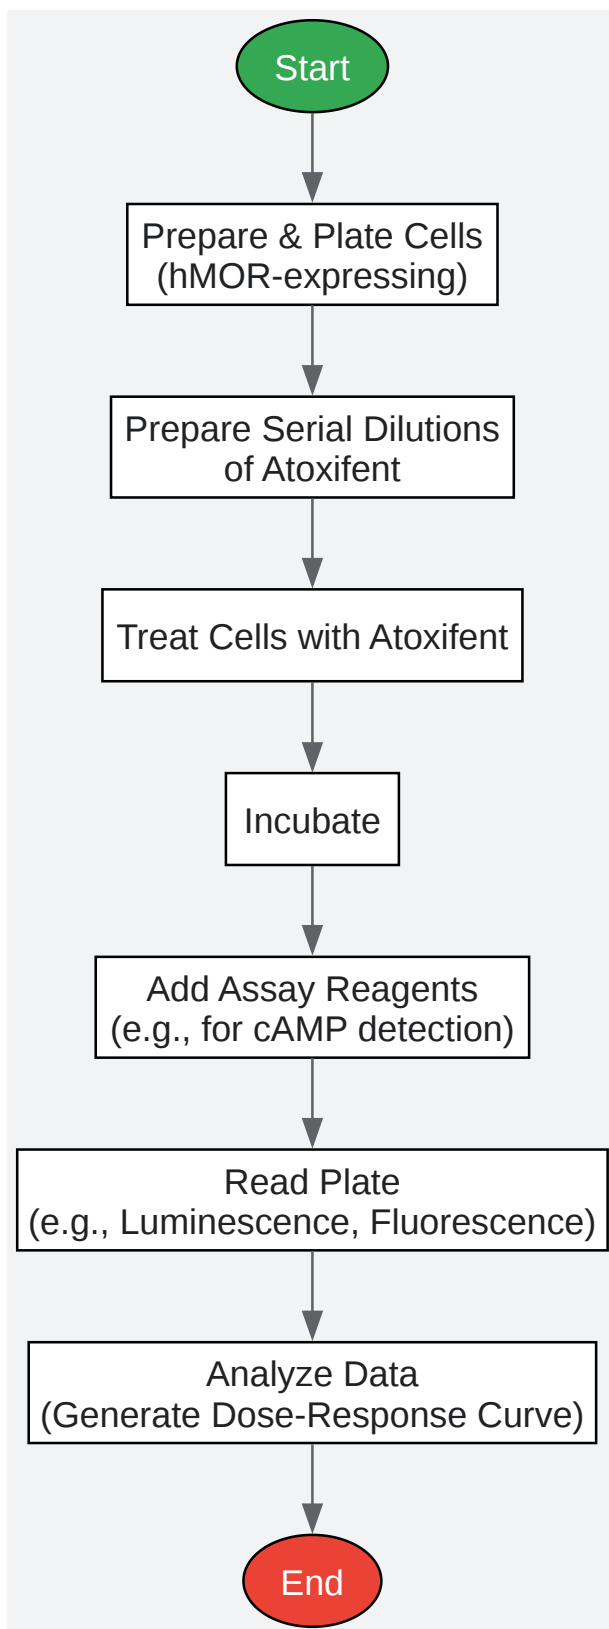 Start
Prepare & Plate Cells
(hMOR-expressing)
Prepare Serial Dilutions
of Atoxifent
Treat Cells with Atoxifent
Incubate
Add Assay Reagents
(e.g., for cAMP detection)
Read Plate
(e.g., Luminescence, Fluorescence)
Analyze Data
(Generate Dose-Response Curve)
End